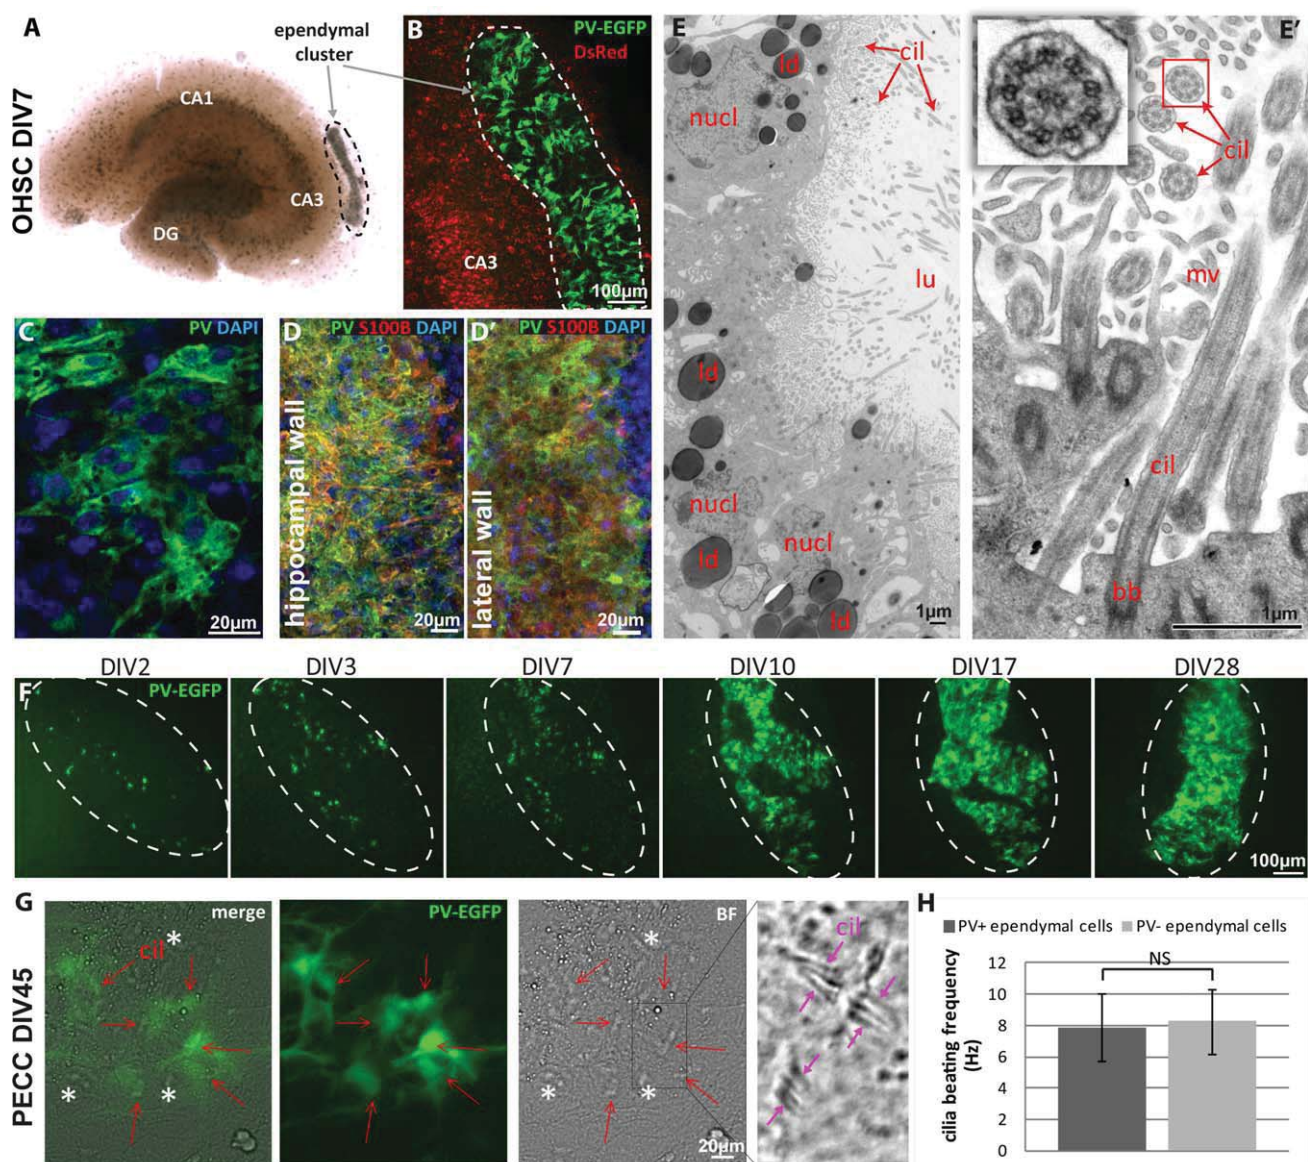 A
OHSC DIV7
ependymal
cluster
CA1
CA3
DG
B
PV-EGFP
DsRed
CA3
100µm
C
PV DAPI
20µm
D
PV S100B DAPI
hippocampal wall
20µm
D'
PV S100B DAPI
lateral wall
20µm
E
ld
cil
nucl
lu
ld
nucl
nucl
ld
ld
1µm
E'
cil
mv
cil
bb
1µm
DIV2
DIV3
DIV7
DIV10
DIV17
DIV28
F
PV-EGFP
100µm
G
PECC DIV45
merge
*
cil
*
*
PV-EGFP
BF
*
*
*
20µm
cil
H
PV+ ependymal cells
PV- ependymal cells
NS
cilia beating frequency
(Hz)
12
10
8
6
4
2
0